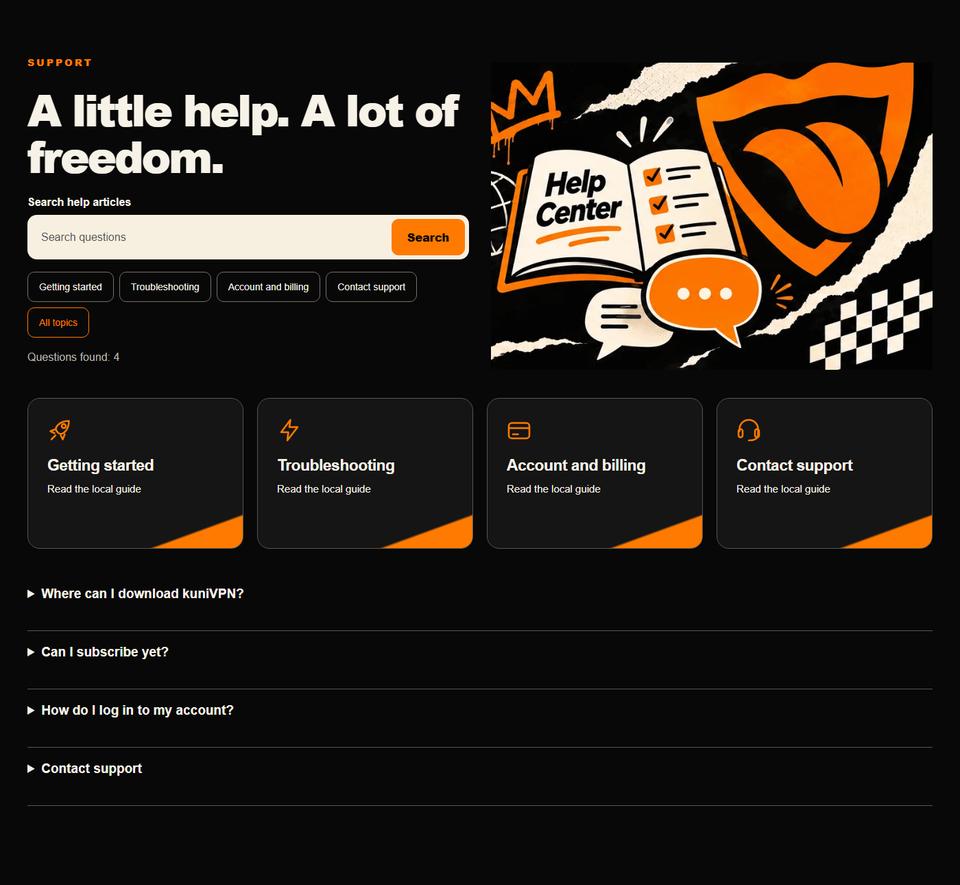 SUPPORT
A little help. A lot of
freedom.
Search help articles
Search questions
Search
Getting started
Troubleshooting
Account and billing
Contact support
All topics
Questions found: 4
Help
Center
Getting started
Read the local guide
Troubleshooting
Read the local guide
Account and billing
Read the local guide
Contact support
Read the local guide
Where can I download kuniVPN?
Can I subscribe yet?
How do I log in to my account?
Contact support